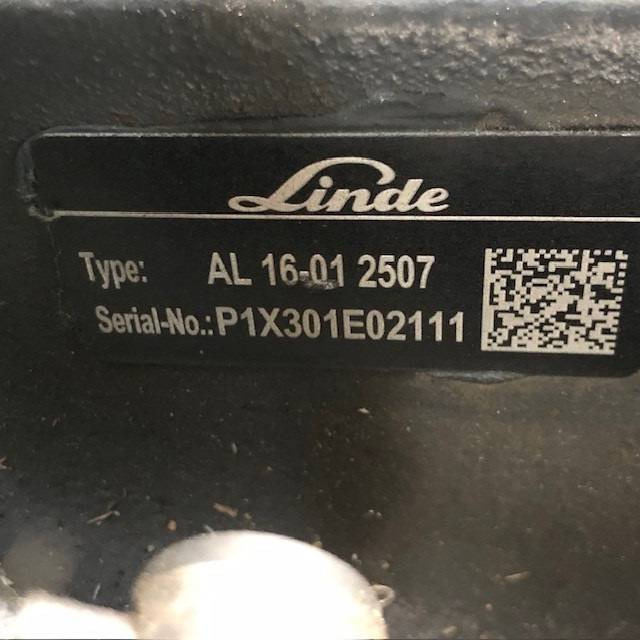 Linde
Type: AL 16-01 2507
Serial-No.: P1X301E02111